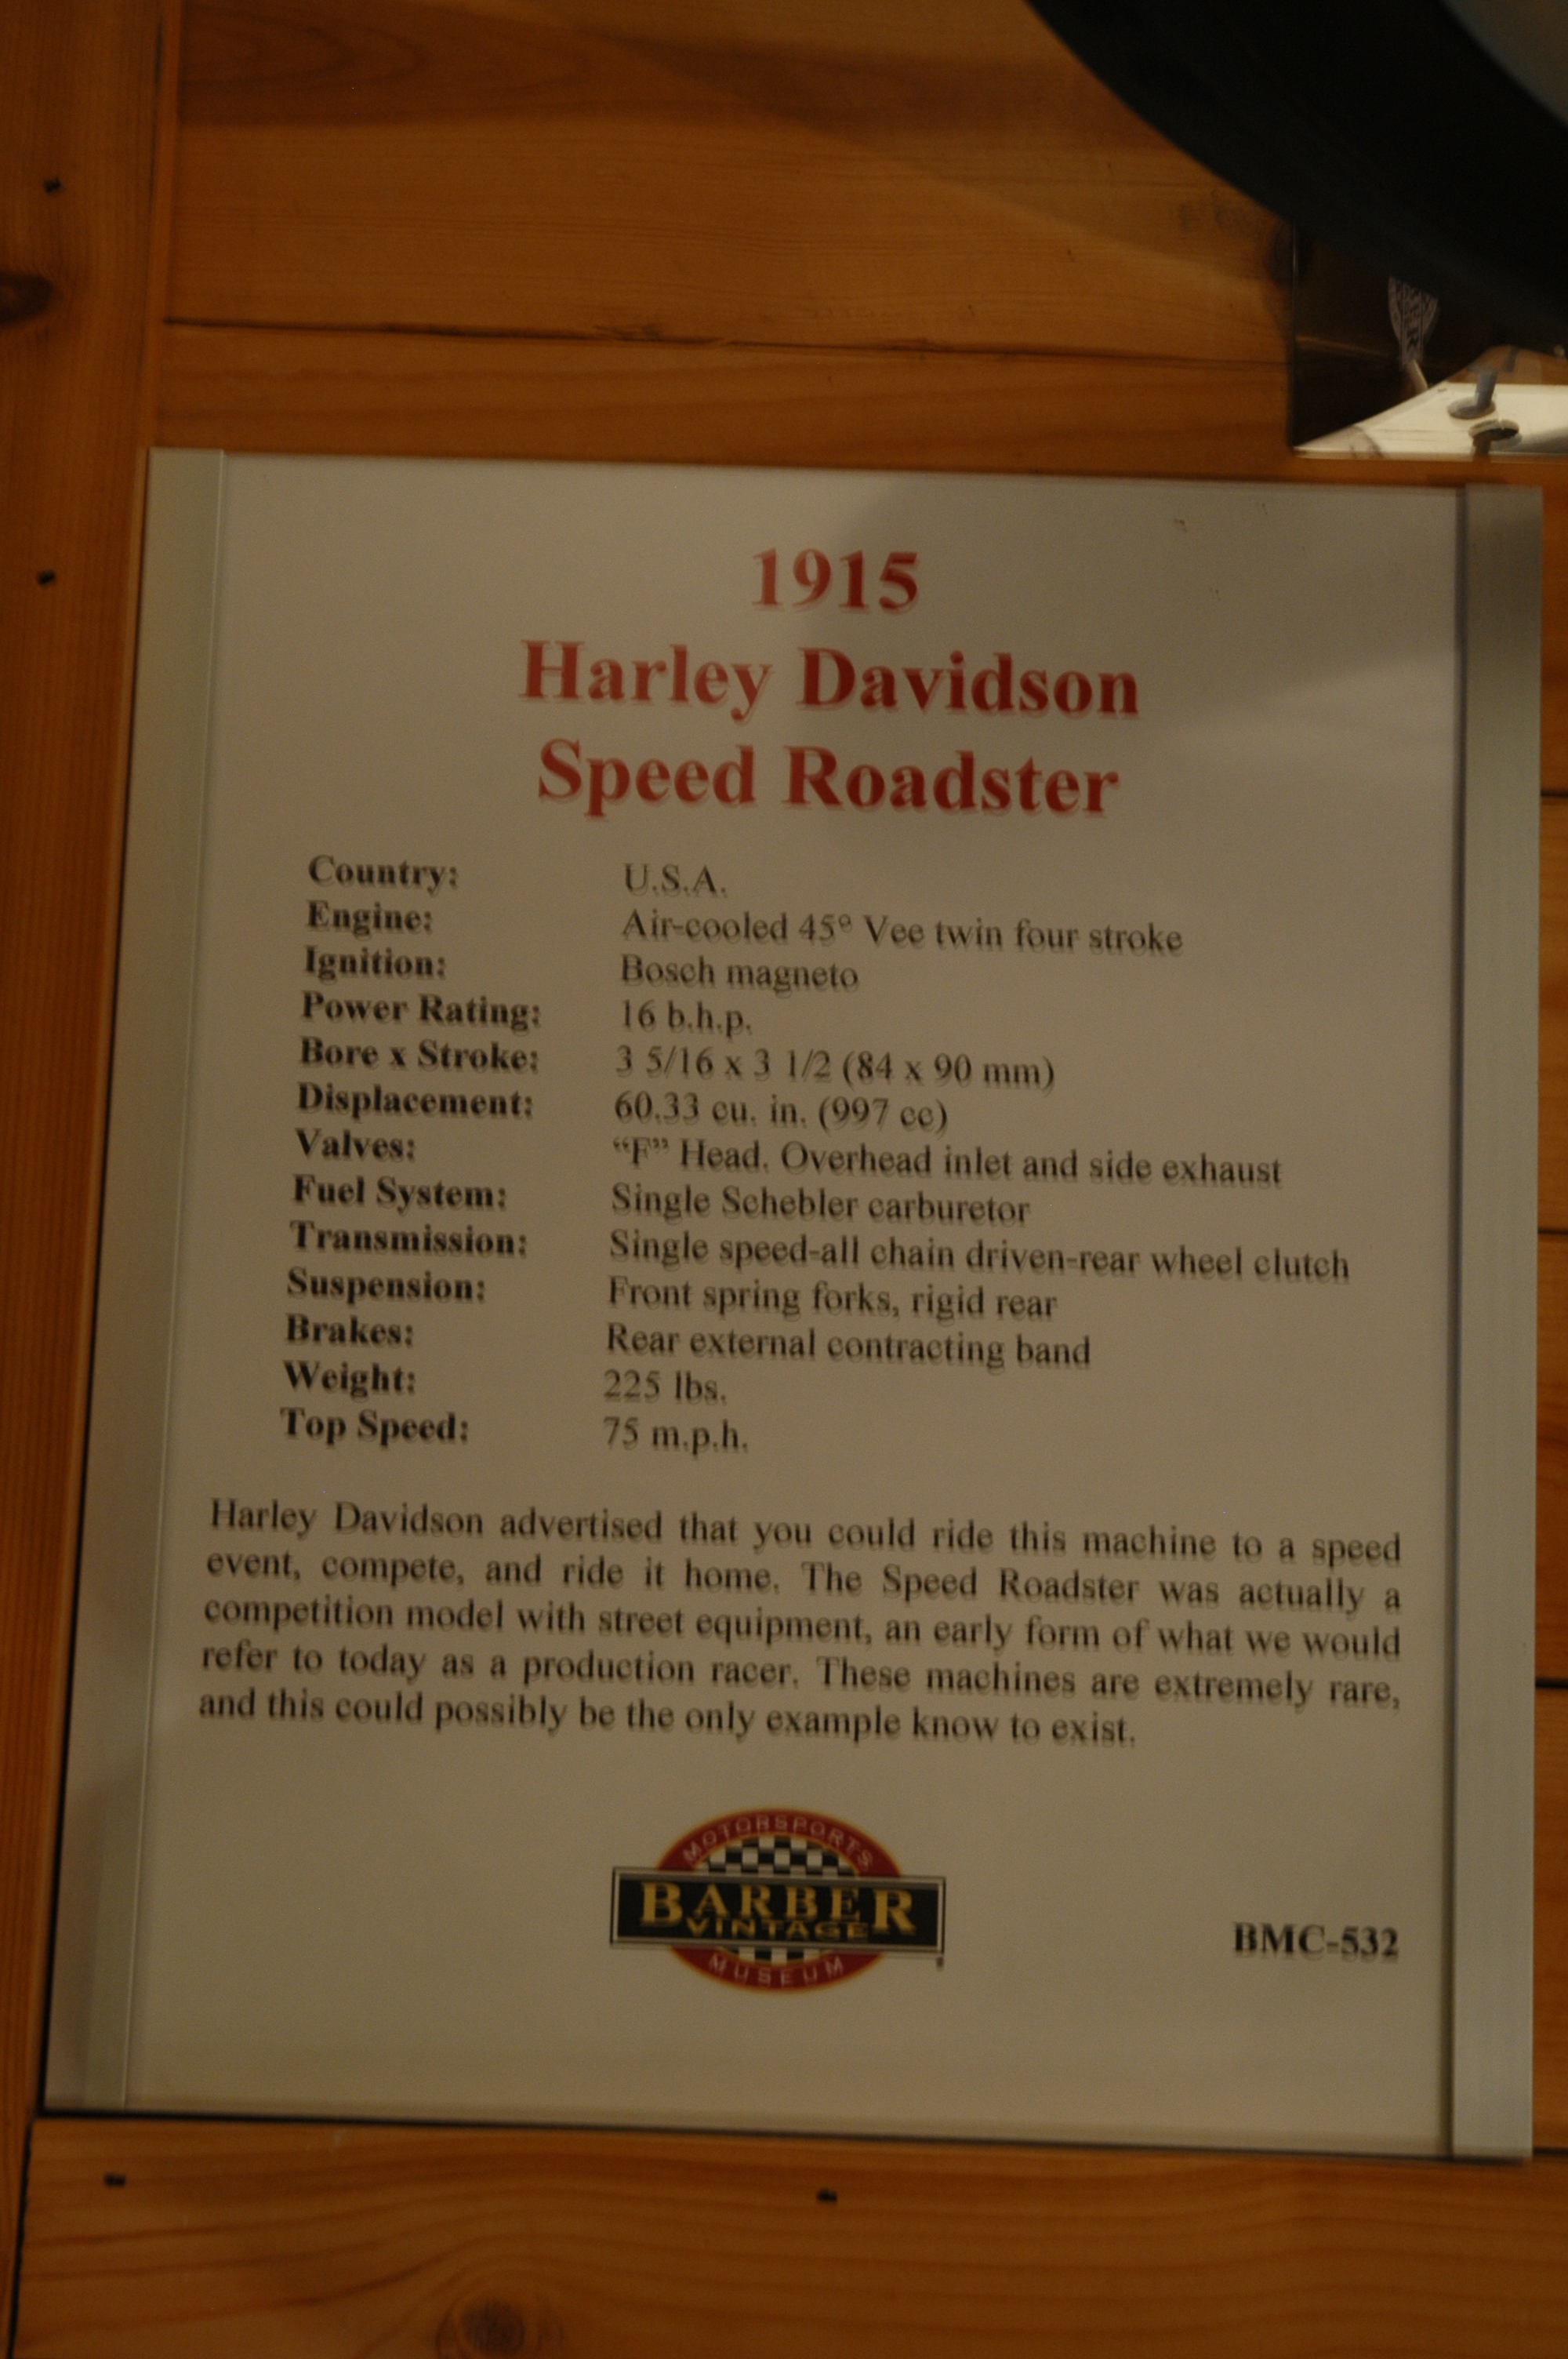 1915
Harley Davidson
Speed Roadster
Country: U.S.A.
Engine: Air-cooled 45° Vee twin four stroke
Ignition: Bosch magneto
Power Rating: 16 b.h.p.
Bore x Stroke: 3 5/16 x 3 1/2 (84 x 90 mm)
Displacement: 60.33 cu. in. (997 cc)
Valves: “F” Head. Overhead inlet and side exhaust
Fuel System: Single Schebler carburetor
Transmission: Single speed-all chain driven-rear wheel clutch
Suspension: Front spring forks, rigid rear
Brakes: Rear external contracting band
Weight: 225 lbs.
Top Speed: 75 m.p.h.
Harley Davidson advertised that you could ride this machine to a speed
event, compete, and ride it home. The Speed Roadster was actually a
competition model with street equipment, an early form of what we would
refer to today as a production racer. These machines are extremely rare,
and this could possibly be the only example know to exist.
MOTORSPORTS
BARBER
VINTAGE
MUSEUM
BMC-532